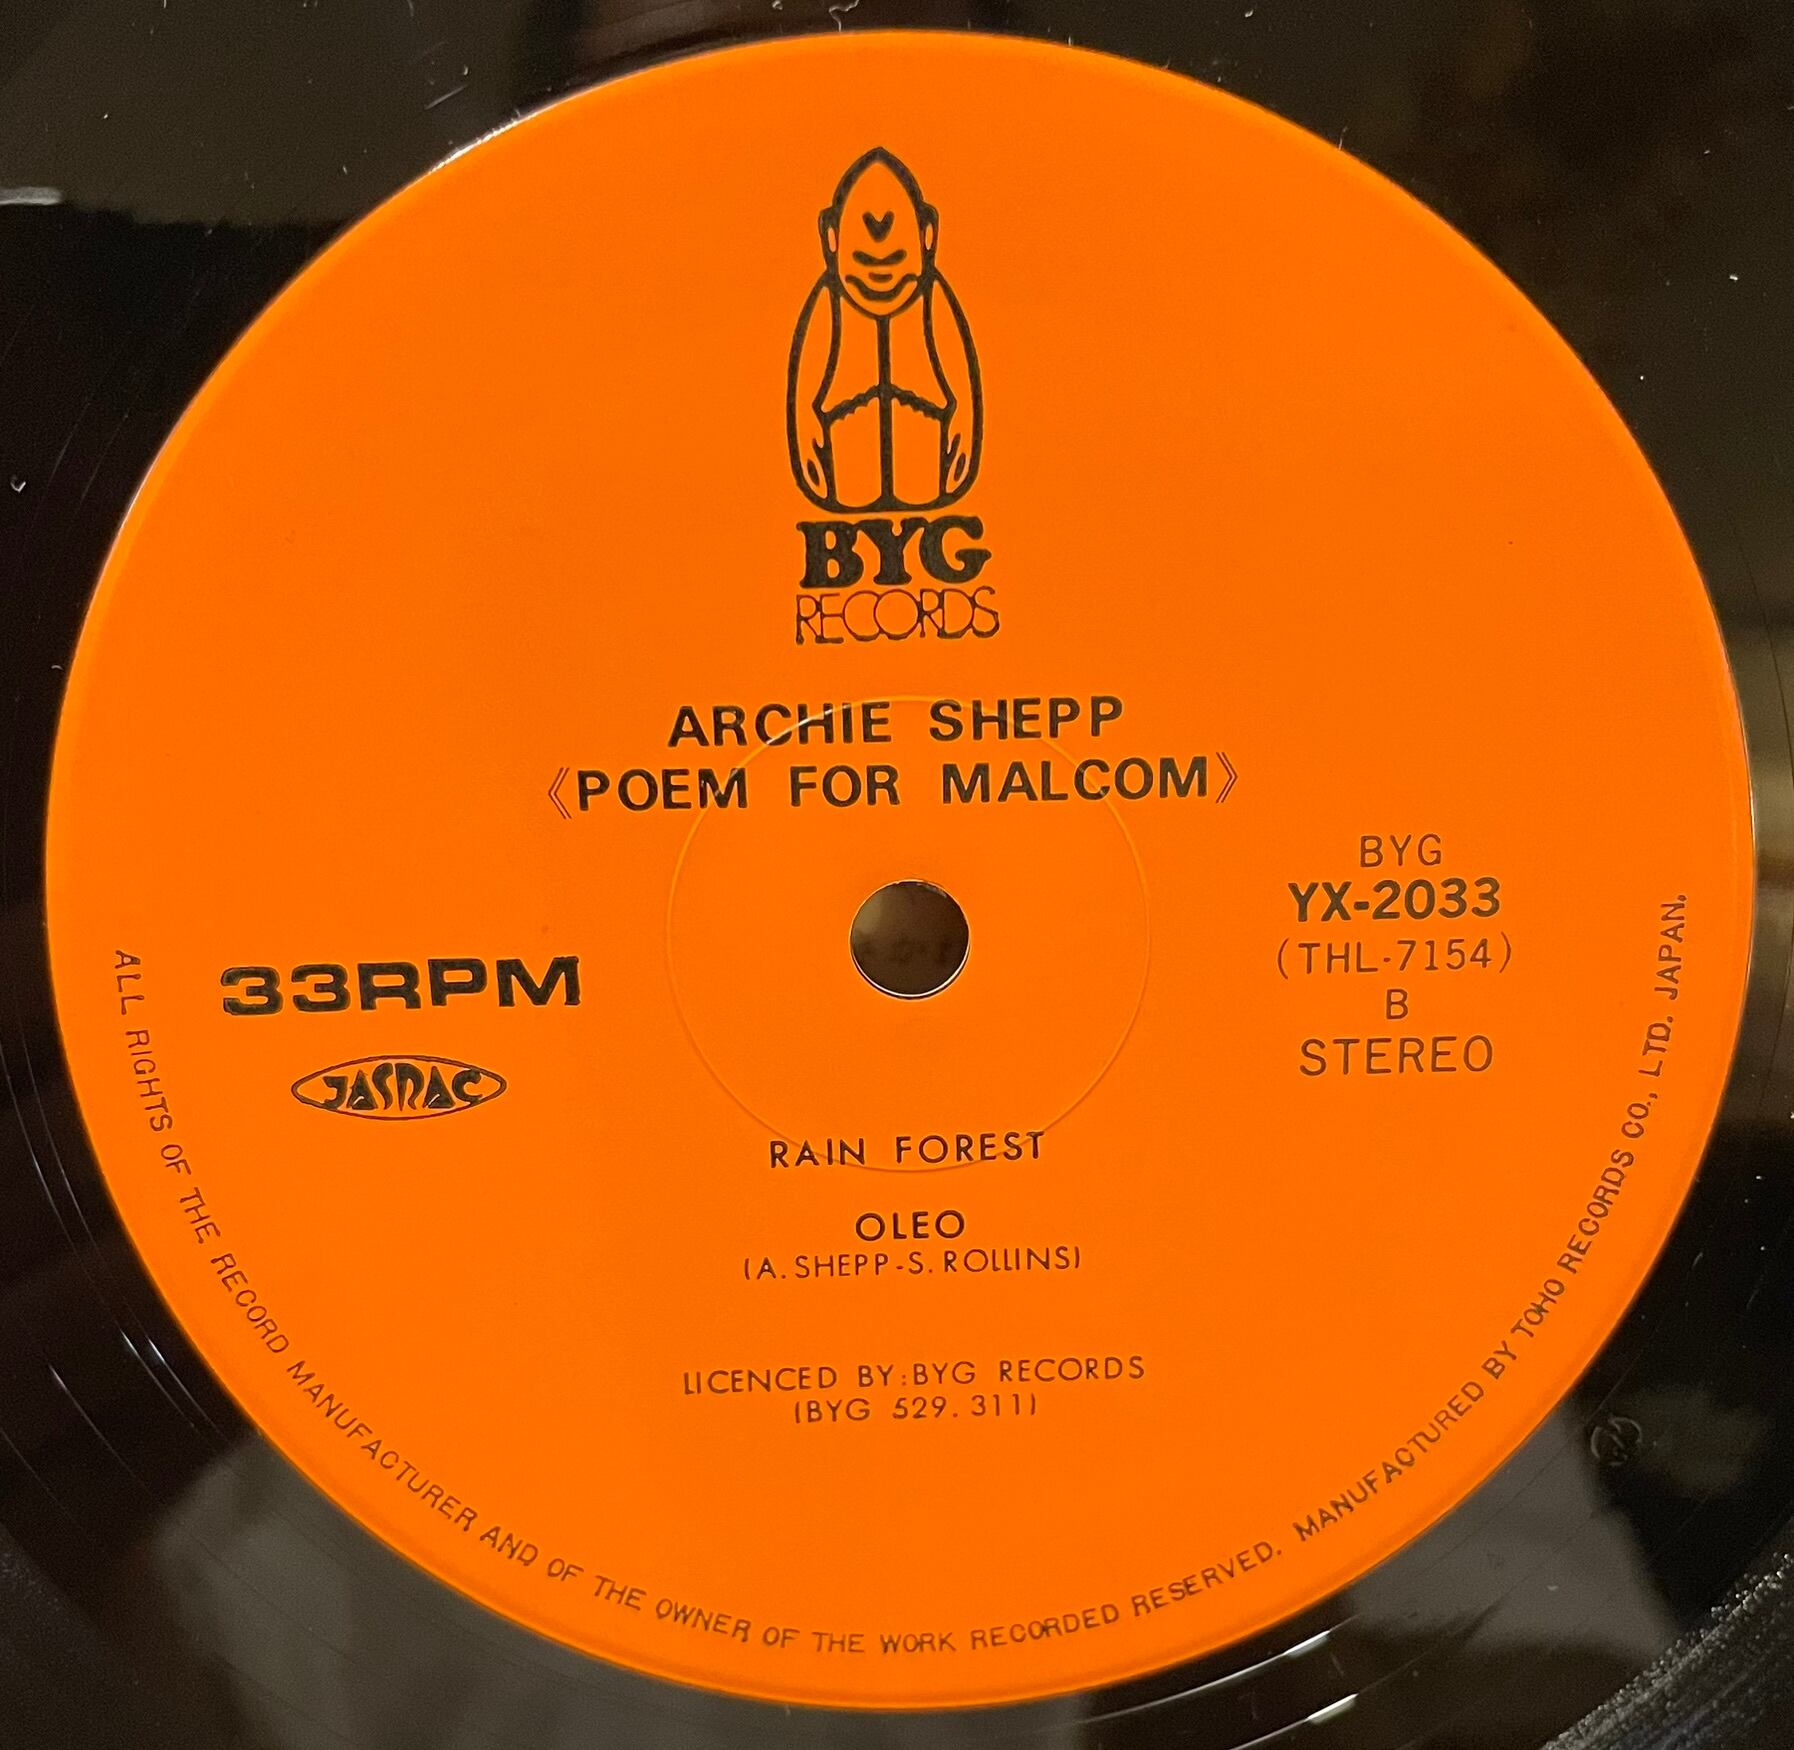 BYG
RECORDS
ARCHIE SHEPP
《POEM FOR MALCOM》
BYG
YX-2033
(THL-7154)
B
STEREO
33RPM
JASRAC
RAIN FOREST
OLEO
(A. SHEPP-S. ROLLINS)
LICENCED BY:BYG RECORDS
(BYG 529. 311)
ALL RIGHTS OF THE RECORD MANUFACTURER AND OF THE OWNER OF THE WORK RECORDED RESERVED. MANUFACTURED BY TOHO RECORDS CO., LTD. JAPAN.